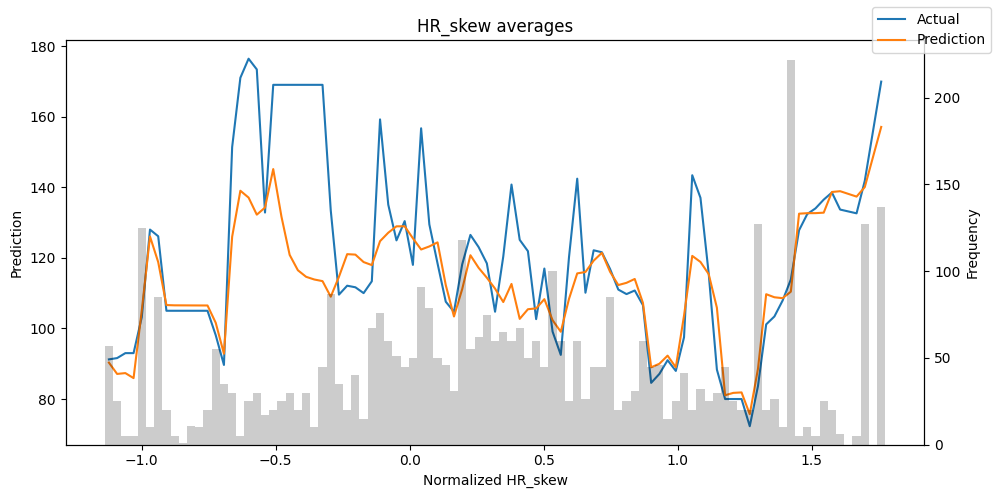 HR_skew averages
Actual
Prediction
180
160
140
120
100
80
Prediction
200
150
100
50
0
Frequency
−1.0 −0.5 0.0 0.5 1.0 1.5
Normalized HR_skew